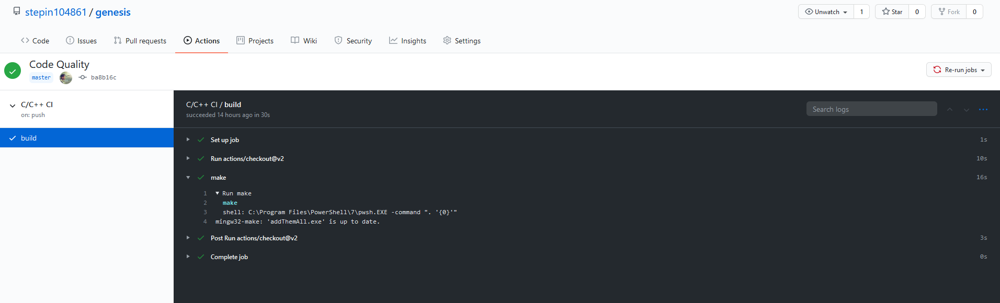 stepin104861 / genesis
Unwatch 1 Star 0 Fork 0
Code Issues Pull requests Actions Projects Wiki Security Insights Settings
Code Quality
master ba8b16c
Re-run jobs
C/C++ CI
on: push
build
C/C++ CI / build
succeeded 14 hours ago in 30s
Search logs
Set up job 1s
Run actions/checkout@v2 10s
make 16s
1 Run make
2 make
3 shell: C:\Program Files\PowerShell\7\pwsh.EXE -command ". '{0}'"
4 mingw32-make: 'addThemAll.exe' is up to date.
Post Run actions/checkout@v2 3s
Complete job 0s